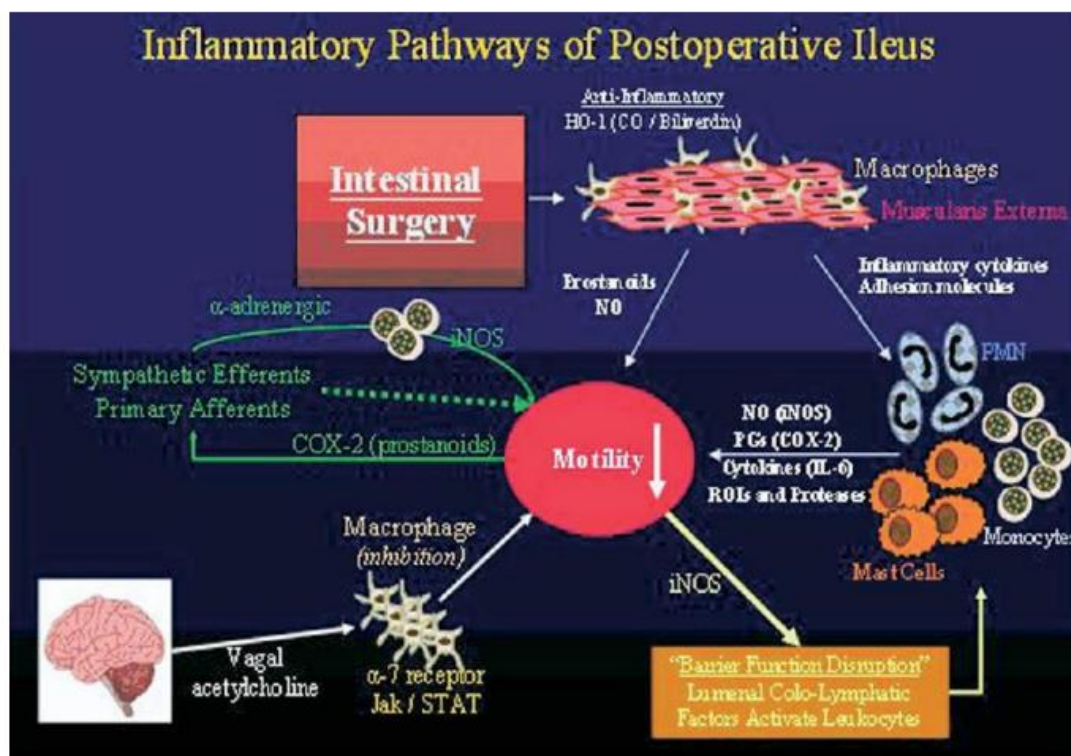 Inflammatory Pathways of Postoperative Ileus
Anti-Inflammatory
HO-1 (CO / Biliverdin)
Intestinal
Surgery
Macrophages
Muscularis Externa
Prostanoids
NO
Inflammatory cytokines
Adhesion molecules
α-adrenergic
iNOS
Sympathetic Efferents
Primary Afferents
COX-2 (prostanoids)
Motility
PMN
NO (iNOS)
PGs (COX-2)
Cytokines (IL-6)
ROIs and Proteases
Monocytes
Mast Cells
Macrophage
(inhibition)
iNOS
Vagal
acetylcholine
α-7 receptor
Jak / STAT
“Barrier Function Disruption”
Lumenal Colo-Lymphatic
Factors Activate Leukocytes